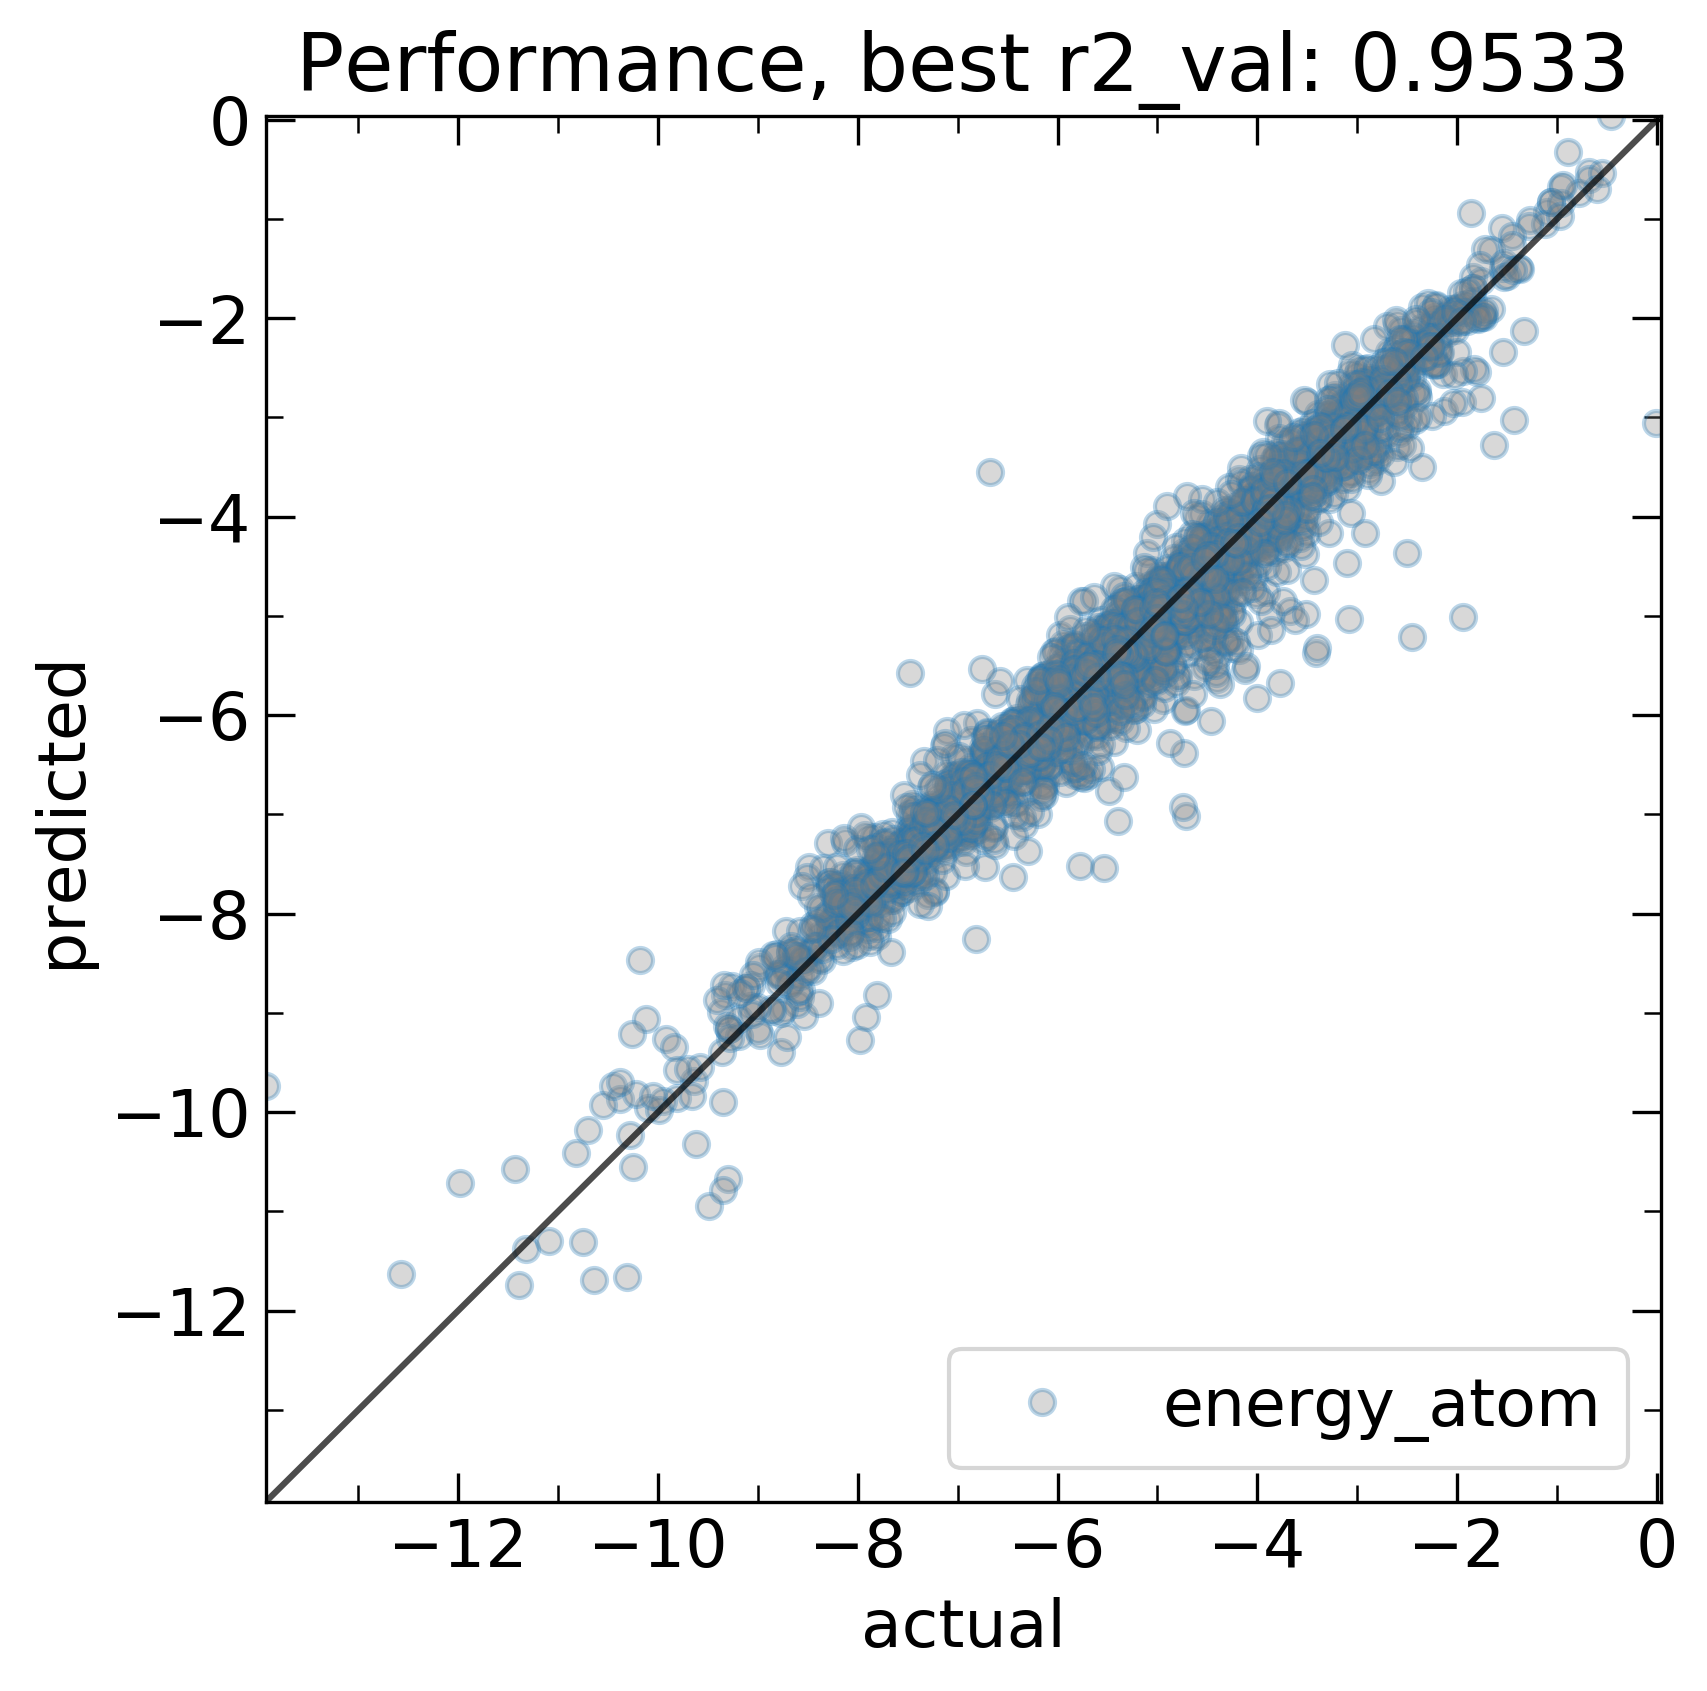 Performance, best r2_val: 0.9533
0
−2
−4
−6
−8
−10
−12
predicted
energy_atom
−12 −10 −8 −6 −4 −2 0
actual